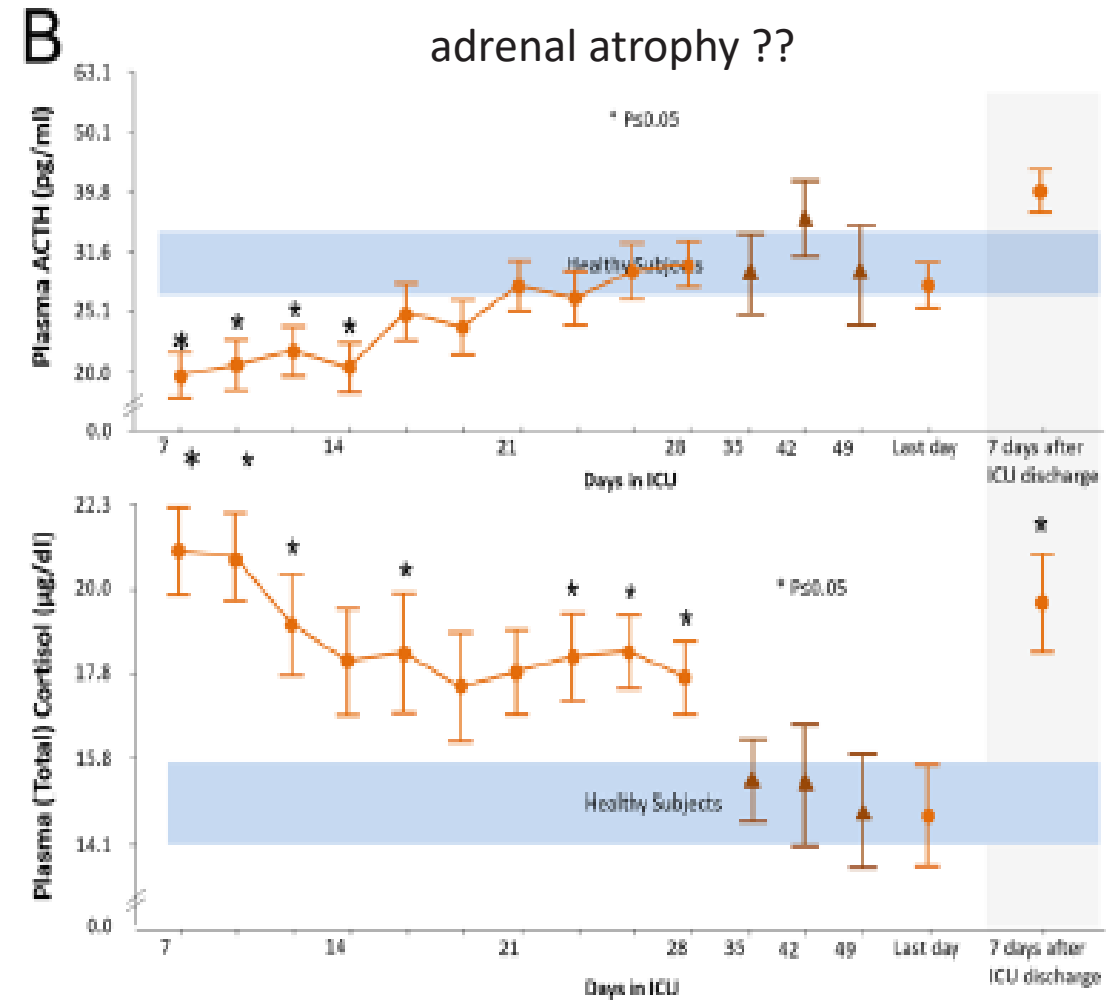 B
adrenal atrophy ??
Plasma ACTH (pg/ml)
63.1
50.1
39.8
31.6
25.1
20.0
0.0
* P≤0.05
Healthy Subjects
* * * *
7 14 21 28 35 42 49 Last day 7 days after
ICU discharge
Days in ICU
* *
Plasma (Total) Cortisol (µg/dl)
22.3
20.0
17.8
15.8
14.1
0.0
* * * * * *
* P≤0.05
Healthy Subjects
7 14 21 28 35 42 49 Last day 7 days after
ICU discharge
Days in ICU